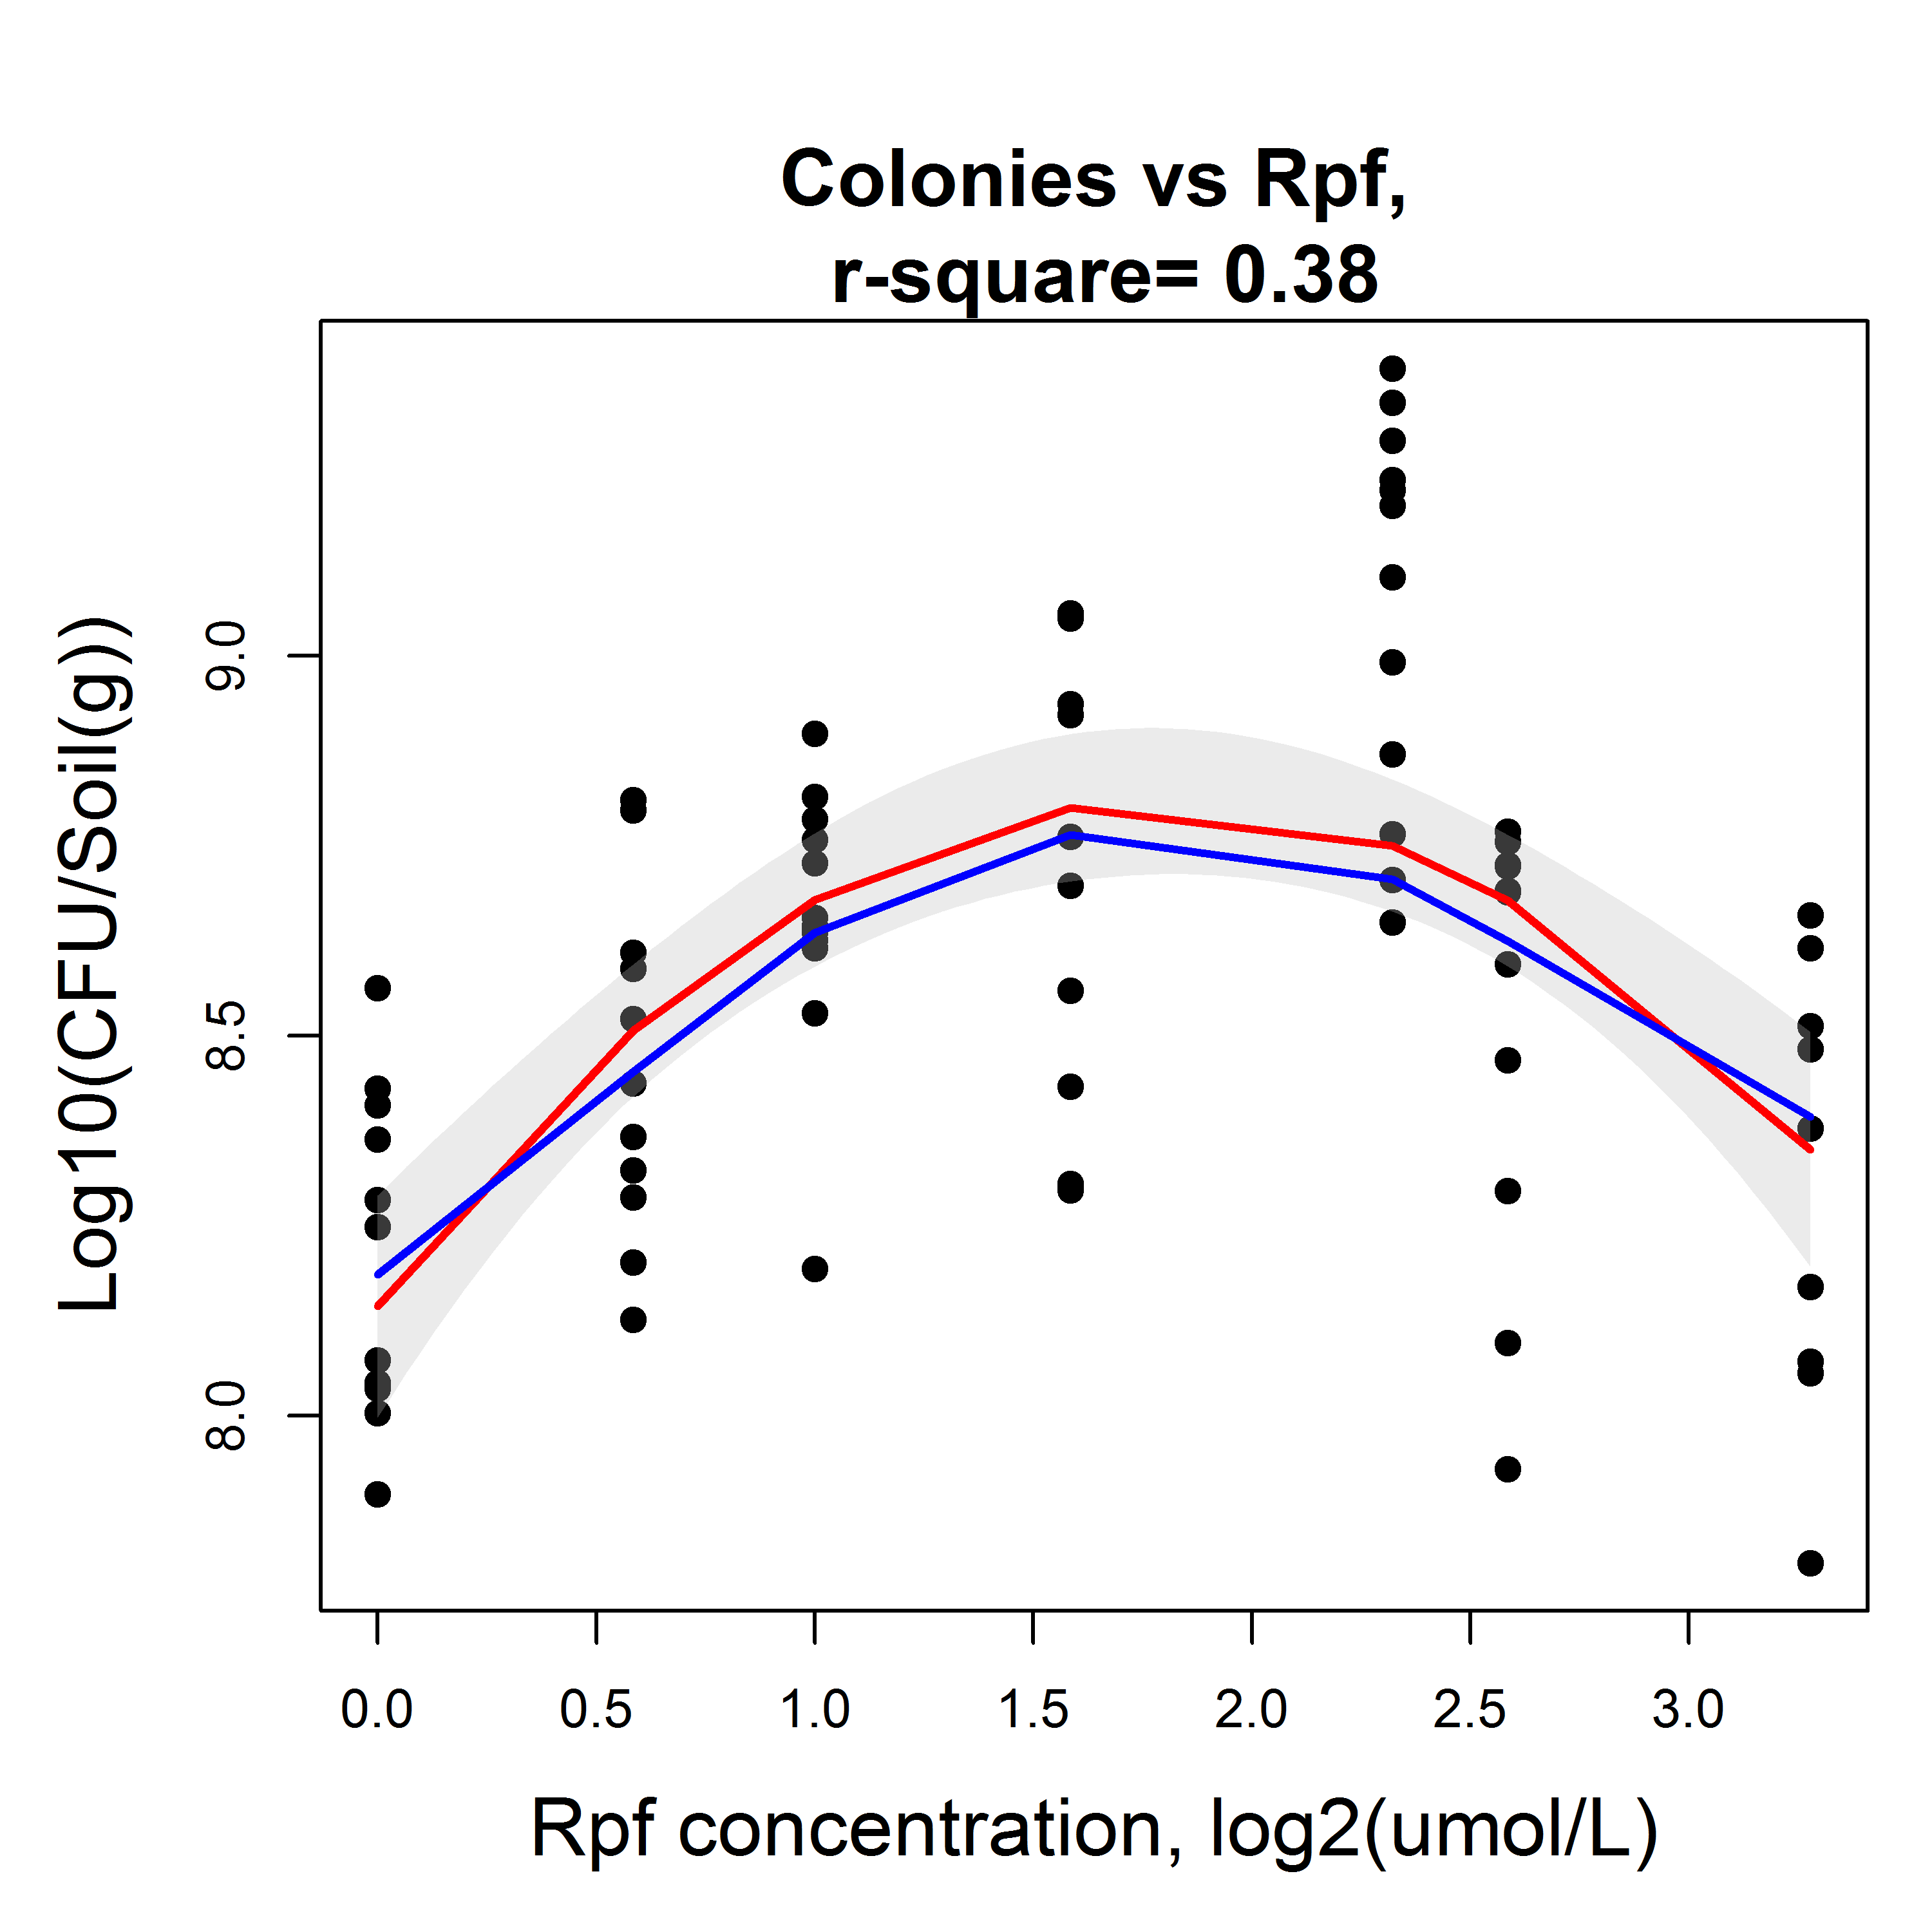 Colonies vs Rpf,
r-square= 0.38
Log10(CFU/Soil(g))
9.0
8.5
8.0
0.0 0.5 1.0 1.5 2.0 2.5 3.0
Rpf concentration, log2(umol/L)